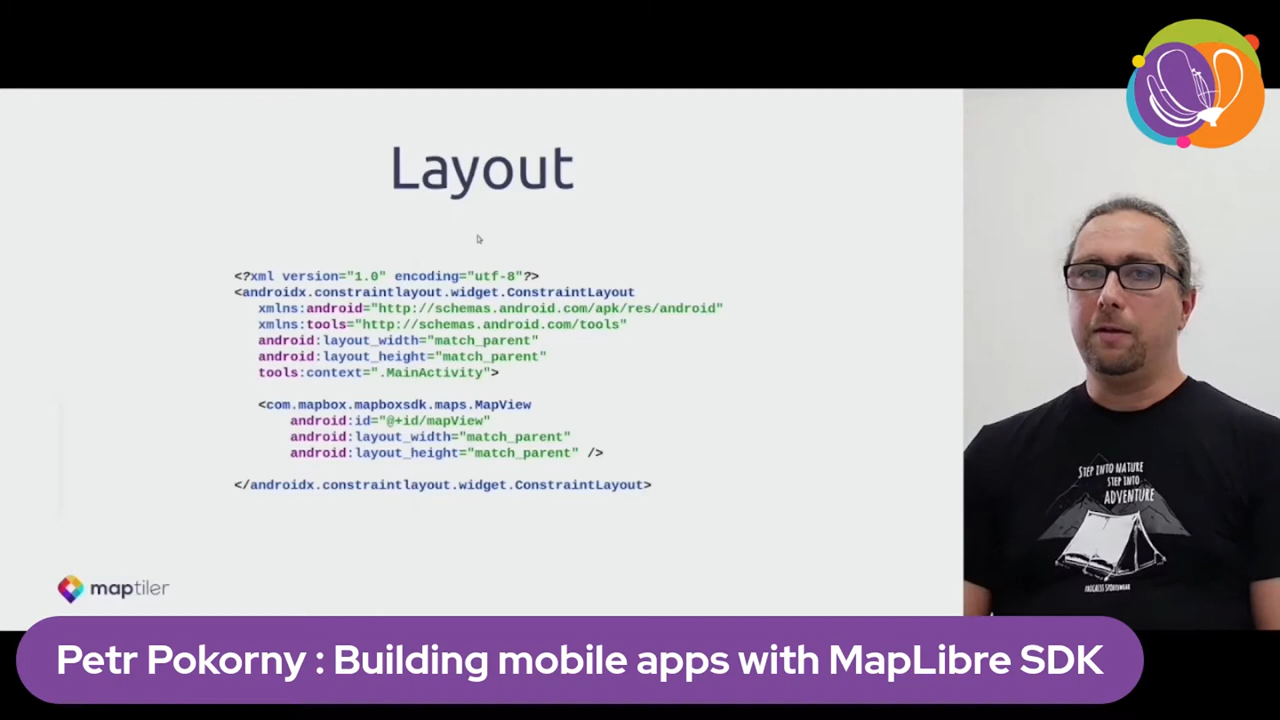 Layout
<?xml version="1.0" encoding="utf-8"?>
<androidx.constraintlayout.widget.ConstraintLayout
xmlns:android="http://schemas.android.com/apk/res/android"
xmlns:tools="http://schemas.android.com/tools"
android:layout_width="match_parent"
android:layout_height="match_parent"
tools:context=".MainActivity">
<com.mapbox.mapboxsdk.maps.MapView
android:id="@+id/mapView"
android:layout_width="match_parent"
android:layout_height="match_parent" />
</androidx.constraintlayout.widget.ConstraintLayout>
maptiler
STEP INTO NATURE
STEP INTO
ADVENTURE
PROGRESS SPORTSWEAR
Petr Pokorny : Building mobile apps with MapLibre SDK